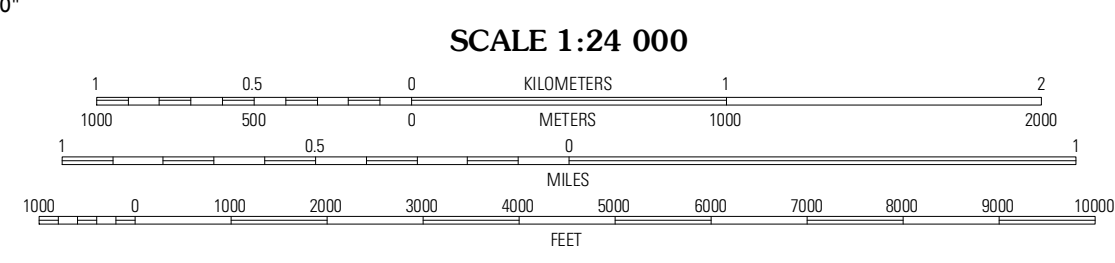 0"
SCALE 1:24 000
1 0.5 0 KILOMETERS 1 2
1000 500 0 METERS 1000 2000
1 0.5 0 1
MILES
1000 0 1000 2000 3000 4000 5000 6000 7000 8000 9000 10000
FEET